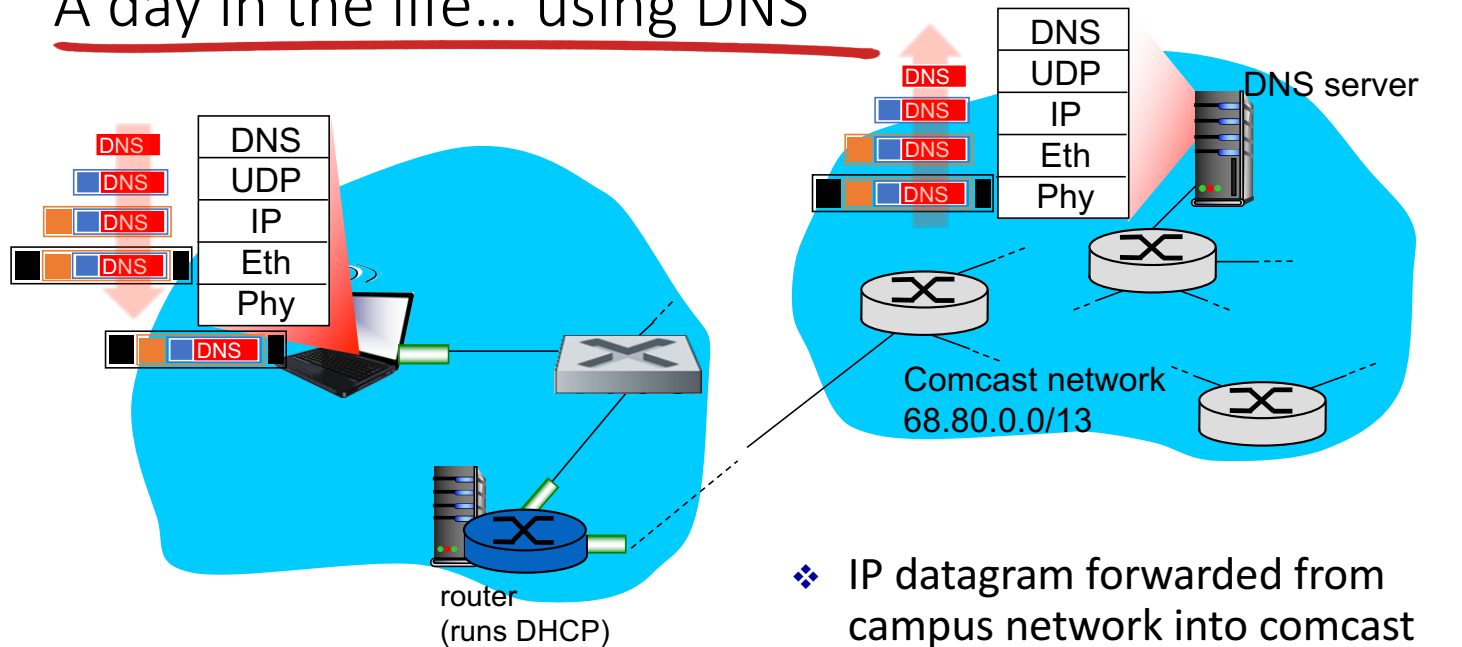 A day in the life… using DNS
DNS
DNS
DNS
DNS
DNS
DNS
UDP
IP
Eth
Phy
DNS
DNS
DNS
DNS
DNS
UDP
IP
Eth
Phy
DNS server
Comcast network
68.80.0.0/13
router
(runs DHCP)
❖ IP datagram forwarded from
campus network into comcast